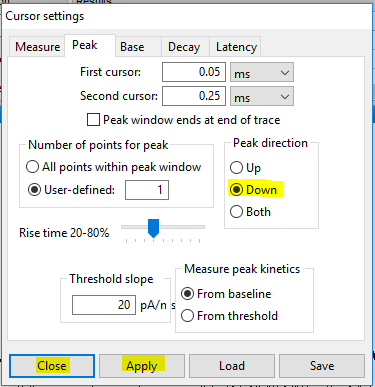 Cursor settings
Measure Peak Base Decay Latency
First cursor: 0.05 ms
Second cursor: 0.25 ms
Peak window ends at end of trace
Number of points for peak
All points within peak window
User-defined: 1
Peak direction
Up
Down
Both
Rise time 20-80%
Threshold slope
20 pA/n s
Measure peak kinetics
From baseline
From threshold
Close Apply Load Save